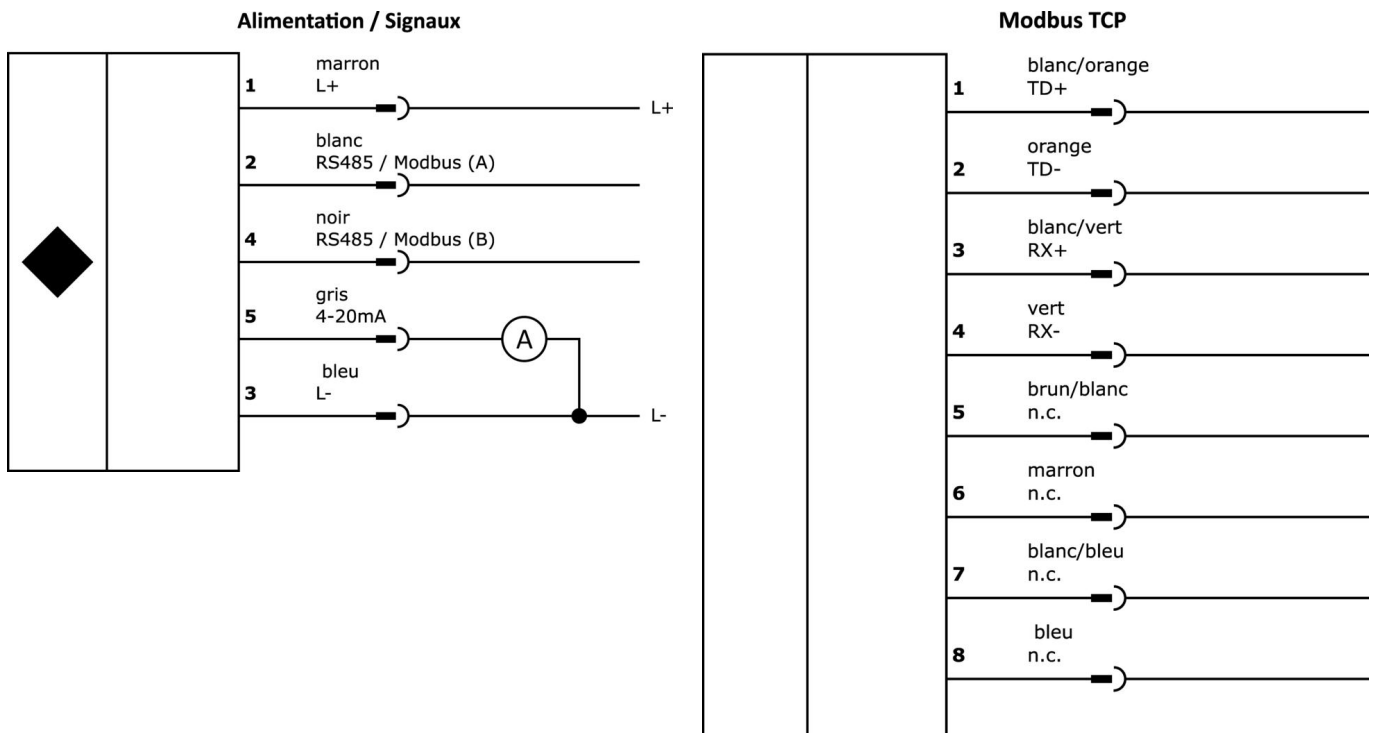 Alimentation / Signaux
marron
1 L+
L+
blanc
2 RS485 / Modbus (A)
noir
4 RS485 / Modbus (B)
gris
5 4-20mA
A
bleu
3 L-
L-
Modbus TCP
blanc/orange
1 TD+
orange
2 TD-
blanc/vert
3 RX+
vert
4 RX-
brun/blanc
5 n.c.
marron
6 n.c.
blanc/bleu
7 n.c.
bleu
8 n.c.